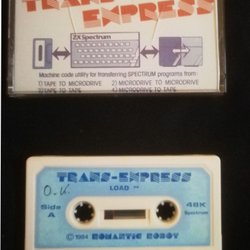 TRANS-
EXPRESS
ZX Spectrum
Machine code utility for transferring SPECTRUM programs from:
1) TAPE TO MICRODRIVE 2) MICRODRIVE TO MICRODRIVE
3) MICRODRIVE TO TAPE 4) TAPE TO TAPE
TRANS-EXPRESS
LOAD ""
O.K.
Side
A
48K
Spectrum
© 1984 ROMANTIC ROBOT